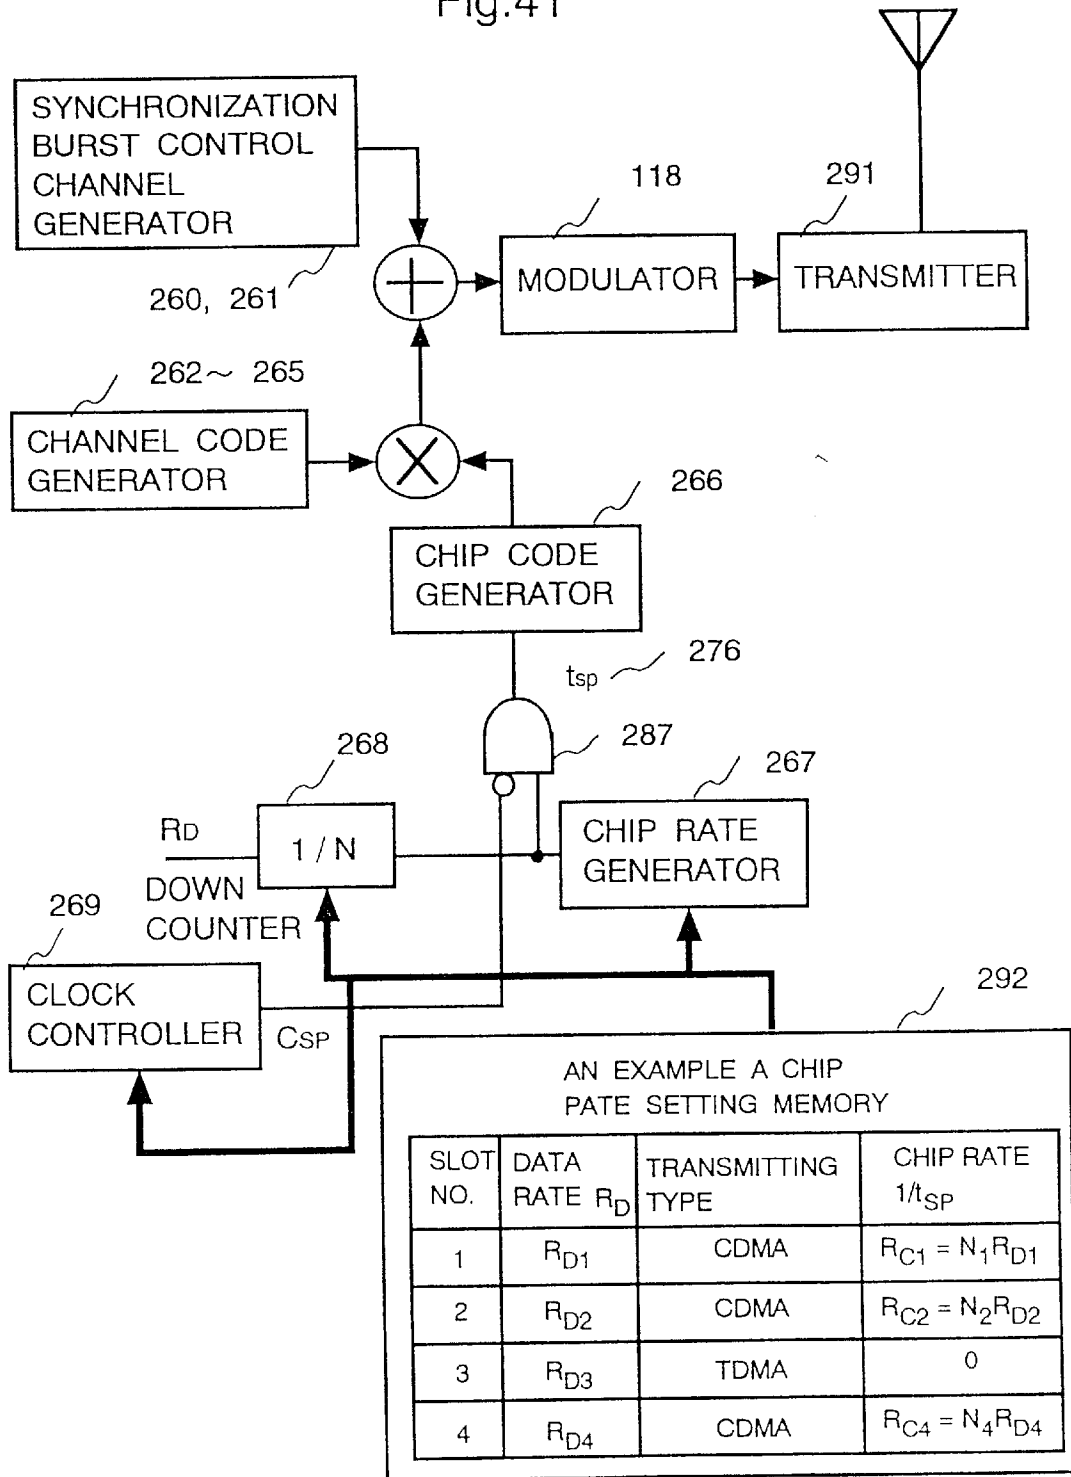 Fig.41
SYNCHRONIZATION
BURST CONTROL
CHANNEL
GENERATOR
260, 261
118
MODULATOR
291
TRANSMITTER
262~ 265
CHANNEL CODE
GENERATOR
266
CHIP CODE
GENERATOR
tsp
276
287
268
RD
1/N
DOWN
COUNTER
267
CHIP RATE
GENERATOR
269
CLOCK
CONTROLLER
CSP
292
AN EXAMPLE A CHIP
PATE SETTING MEMORY
SLOT NO. DATA RATE RD TRANSMITTING TYPE CHIP RATE 1/tSP
1 RD1 CDMA RC1 = N1RD1
2 RD2 CDMA RC2 = N2RD2
3 RD3 TDMA 0
4 RD4 CDMA RC4 = N4RD4